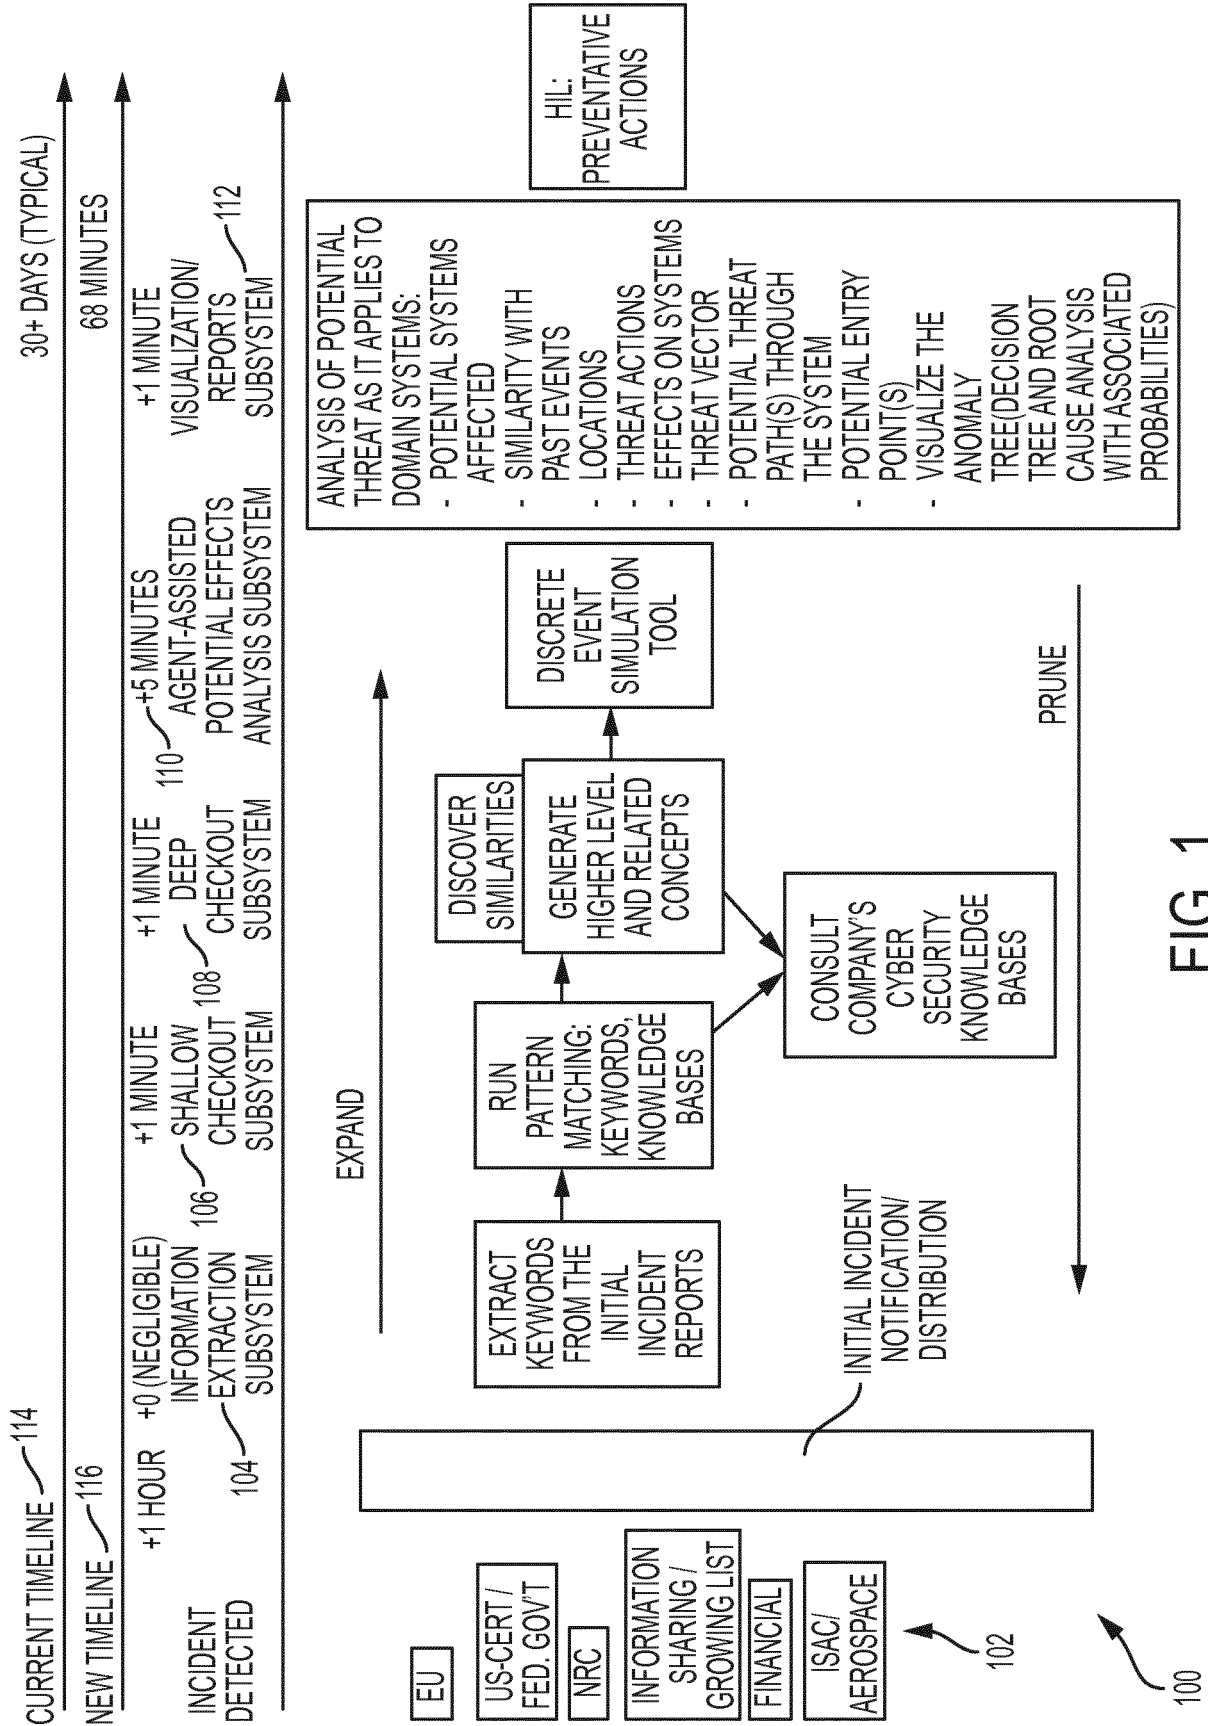 CURRENT TIMELINE
114
30+ DAYS (TYPICAL)
NEW TIMELINE
116
68 MINUTES
INCIDENT
DETECTED
+1 HOUR
+0 (NEGLIGIBLE)
INFORMATION
EXTRACTION
SUBSYSTEM
104
+1 MINUTE
SHALLOW
CHECKOUT
SUBSYSTEM
106
+1 MINUTE
DEEP
CHECKOUT
SUBSYSTEM
108
+5 MINUTES
AGENT-ASSISTED
POTENTIAL EFFECTS
ANALYSIS SUBSYSTEM
110
+1 MINUTE
VISUALIZATION/
REPORTS
SUBSYSTEM
112
EU
US-CERT /
FED. GOV'T
NRC
INFORMATION
SHARING /
GROWING LIST
FINANCIAL
ISAC/
AEROSPACE
102
100
INITIAL INCIDENT
NOTIFICATION/
DISTRIBUTION
EXPAND
EXTRACT
KEYWORDS
FROM THE
INITIAL
INCIDENT
REPORTS
RUN
PATTERN
MATCHING:
KEYWORDS,
KNOWLEDGE
BASES
DISCOVER
SIMILARITIES
GENERATE
HIGHER LEVEL
AND RELATED
CONCEPTS
CONSULT
COMPANY'S
CYBER
SECURITY
KNOWLEDGE
BASES
DISCRETE
EVENT
SIMULATION
TOOL
PRUNE
ANALYSIS OF POTENTIAL
THREAT AS IT APPLIES TO
DOMAIN SYSTEMS:
- POTENTIAL SYSTEMS
AFFECTED
- SIMILARITY WITH
PAST EVENTS
- LOCATIONS
- THREAT ACTIONS
- EFFECTS ON SYSTEMS
- THREAT VECTOR
- POTENTIAL THREAT
PATH(S) THROUGH
THE SYSTEM
- POTENTIAL ENTRY
POINT(S)
- VISUALIZE THE
ANOMALY
TREE(DECISION
TREE AND ROOT
CAUSE ANALYSIS
WITH ASSOCIATED
PROBABILITIES)
HIL:
PREVENTATIVE
ACTIONS
FIG. 1